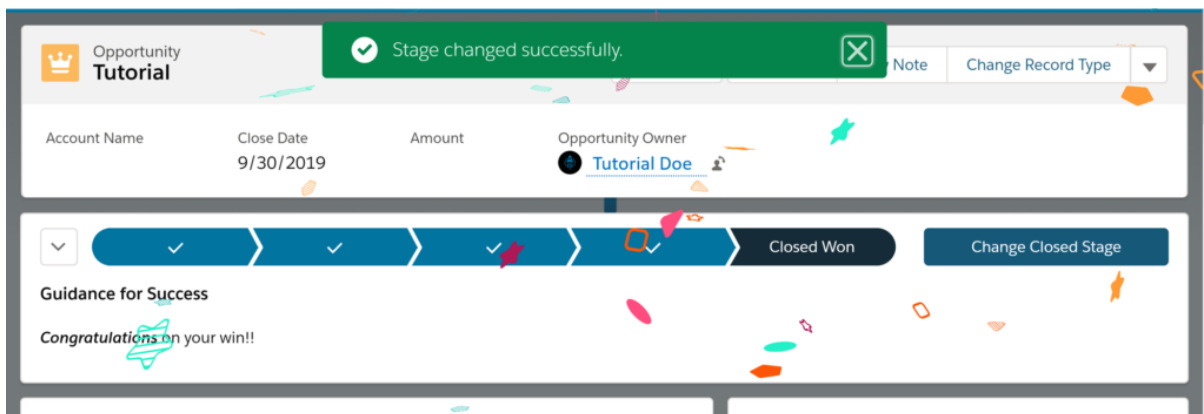 Opportunity
Tutorial
Stage changed successfully.
Note
Change Record Type
Account Name
Close Date
Amount
Opportunity Owner
9/30/2019
Tutorial Doe
Closed Won
Change Closed Stage
Guidance for Success
Congratulations on your win!!